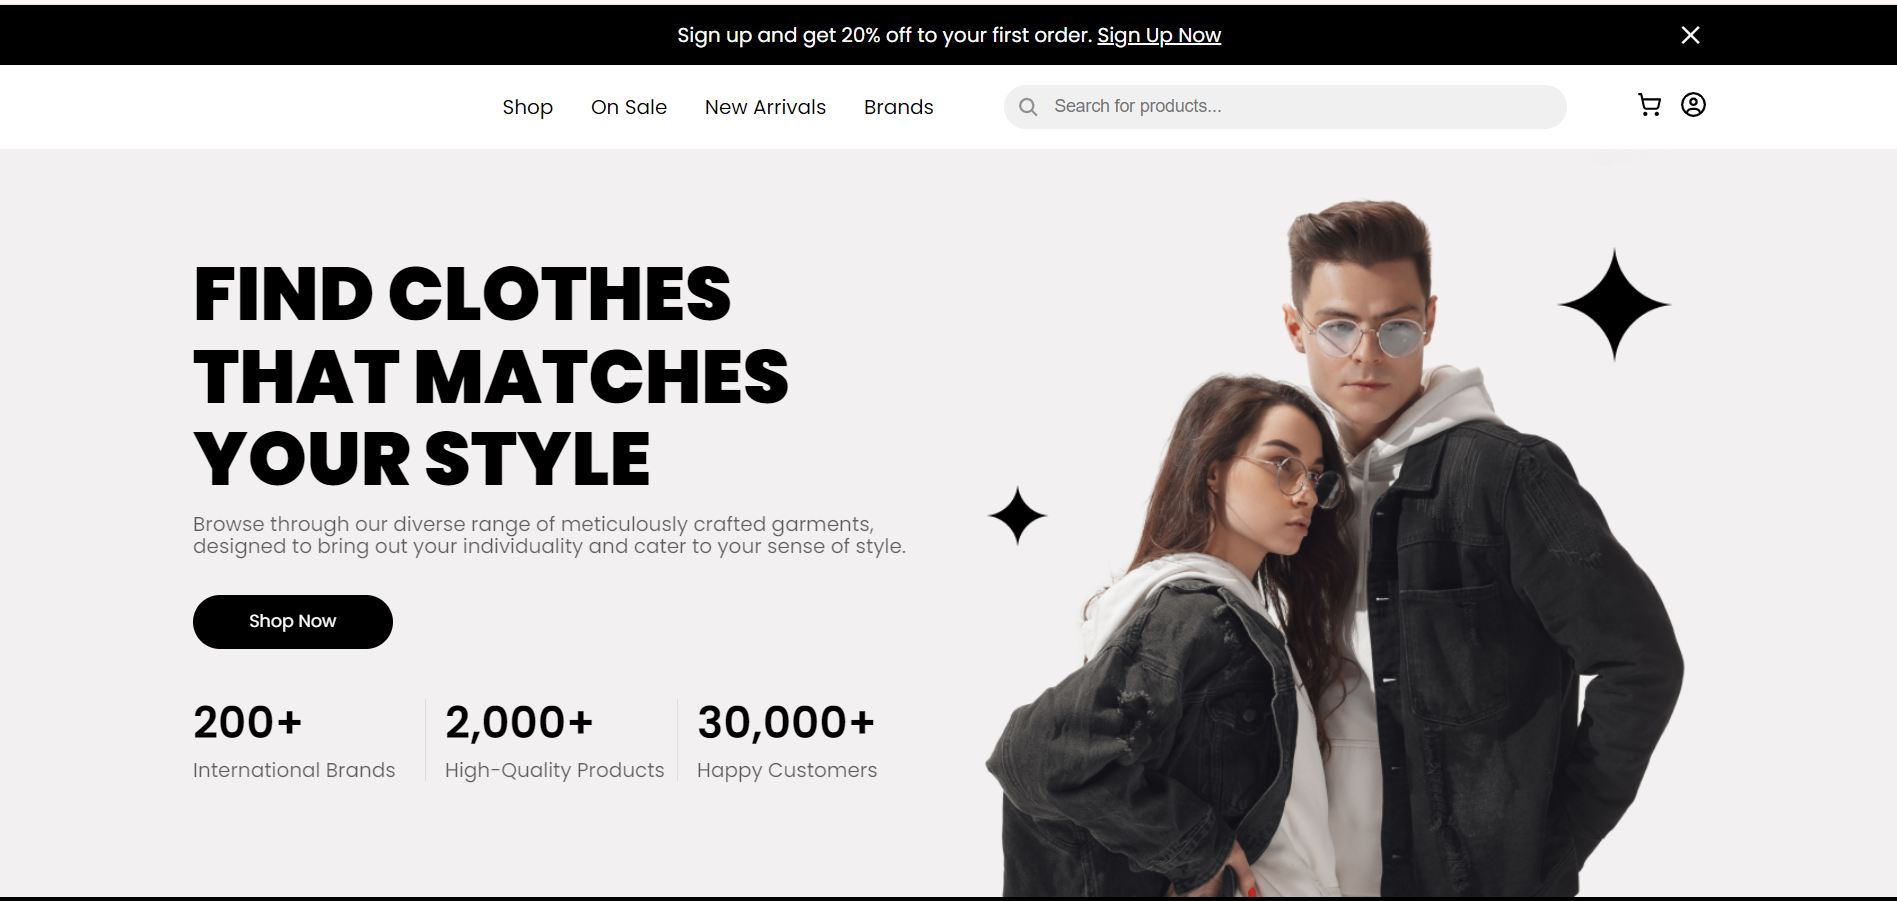 Sign up and get 20% off to your first order. Sign Up Now
Shop On Sale New Arrivals Brands Search for products...
FIND CLOTHES
THAT MATCHES
YOUR STYLE
Browse through our diverse range of meticulously crafted garments,
designed to bring out your individuality and cater to your sense of style.
Shop Now
200+ 2,000+ 30,000+
International Brands High-Quality Products Happy Customers